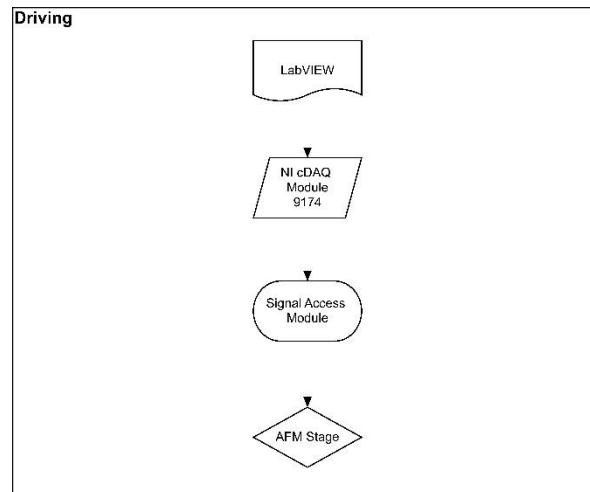 Driving
LabVIEW
NI cDAQ
Module
9174
Signal Access
Module
AFM Stage